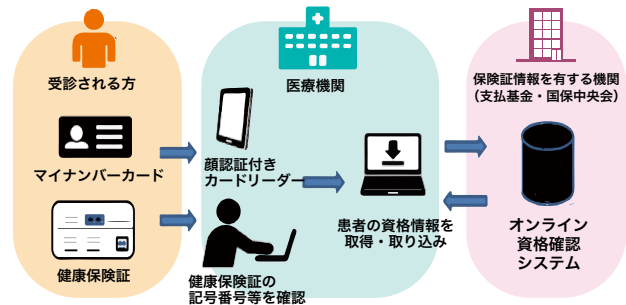 受診される方
マイナンバーカード
健康保険証
医療機関
顔認証付き
カードリーダー
健康保険証の
記号番号等を確認
患者の資格情報を
取得・取り込み
保険証情報を有する機関
（支払基金・国保中央会）
オンライン
資格確認
システム